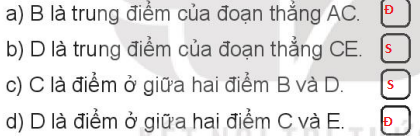 a) B là trung điểm của đoạn thẳng AC. Đ
b) D là trung điểm của đoạn thẳng CE. S
c) C là điểm ở giữa hai điểm B và D. S
d) D là điểm ở giữa hai điểm C và E. Đ